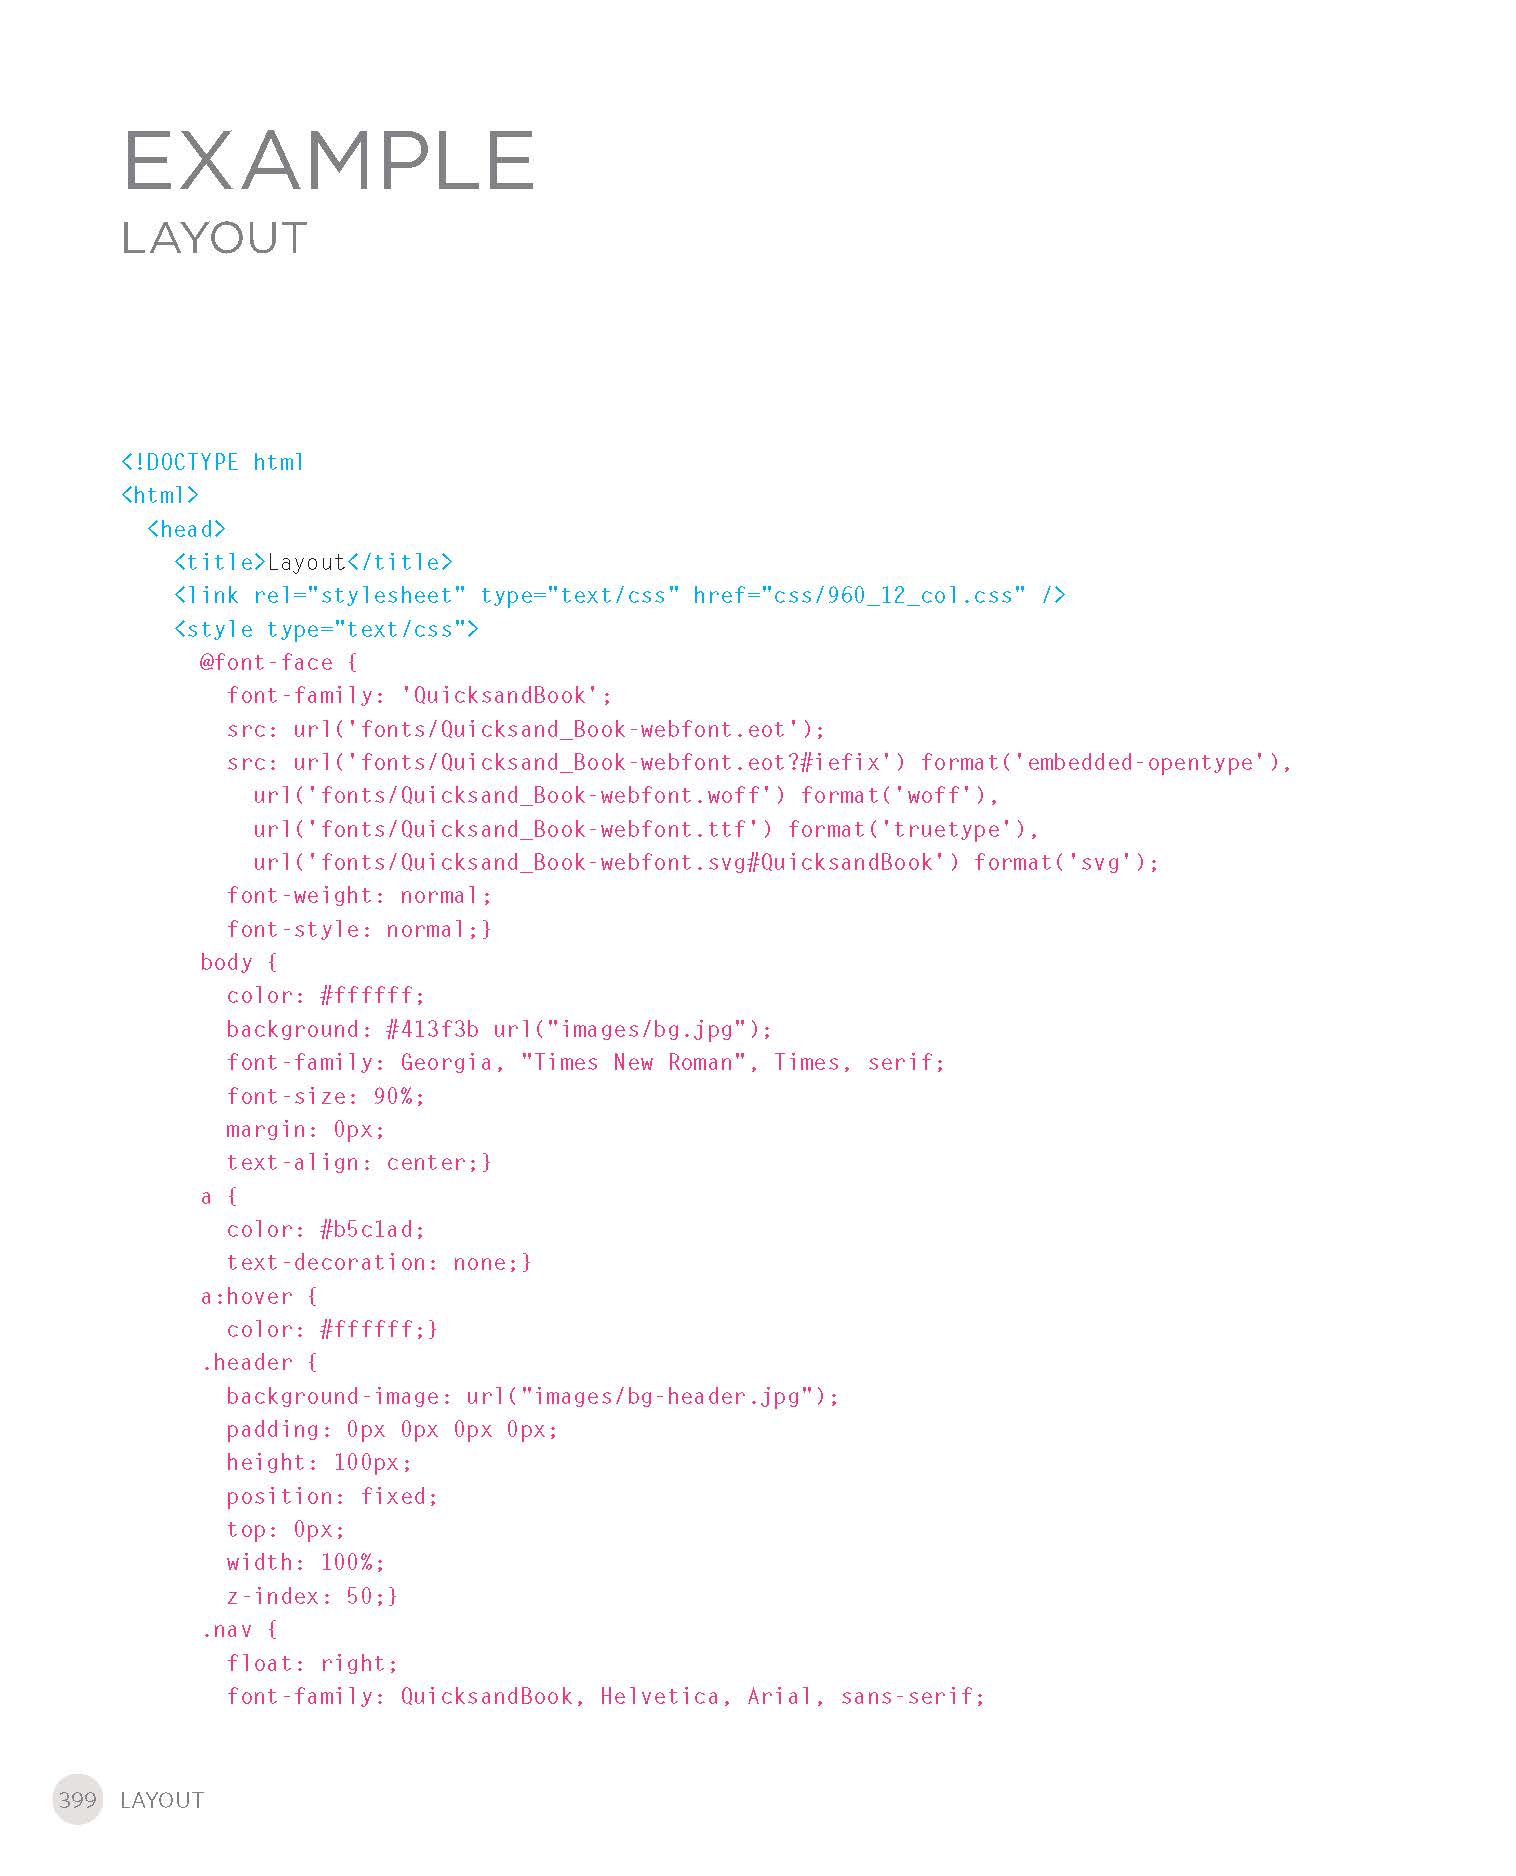 EXAMPLE
LAYOUT
<!DOCTYPE html
<html>
  <head>
    <title>Layout</title>
    <link rel="stylesheet" type="text/css" href="css/960_12_col.css" />
    <style type="text/css">
      @font-face {
        font-family: 'QuicksandBook';
        src: url('fonts/Quicksand_Book-webfont.eot');
        src: url('fonts/Quicksand_Book-webfont.eot?#iefix') format('embedded-opentype'),
          url('fonts/Quicksand_Book-webfont.woff') format('woff'),
          url('fonts/Quicksand_Book-webfont.ttf') format('truetype'),
          url('fonts/Quicksand_Book-webfont.svg#QuicksandBook') format('svg');
        font-weight: normal;
        font-style: normal;}
      body {
        color: #ffffff;
        background: #413f3b url("images/bg.jpg");
        font-family: Georgia, "Times New Roman", Times, serif;
        font-size: 90%;
        margin: 0px;
        text-align: center;}
      a {
        color: #b5c1ad;
        text-decoration: none;}
      a:hover {
        color: #ffffff;}
      .header {
        background-image: url("images/bg-header.jpg");
        padding: 0px 0px 0px 0px;
        height: 100px;
        position: fixed;
        top: 0px;
        width: 100%;
        z-index: 50;}
      .nav {
        float: right;
        font-family: QuicksandBook, Helvetica, Arial, sans-serif;
399 LAYOUT